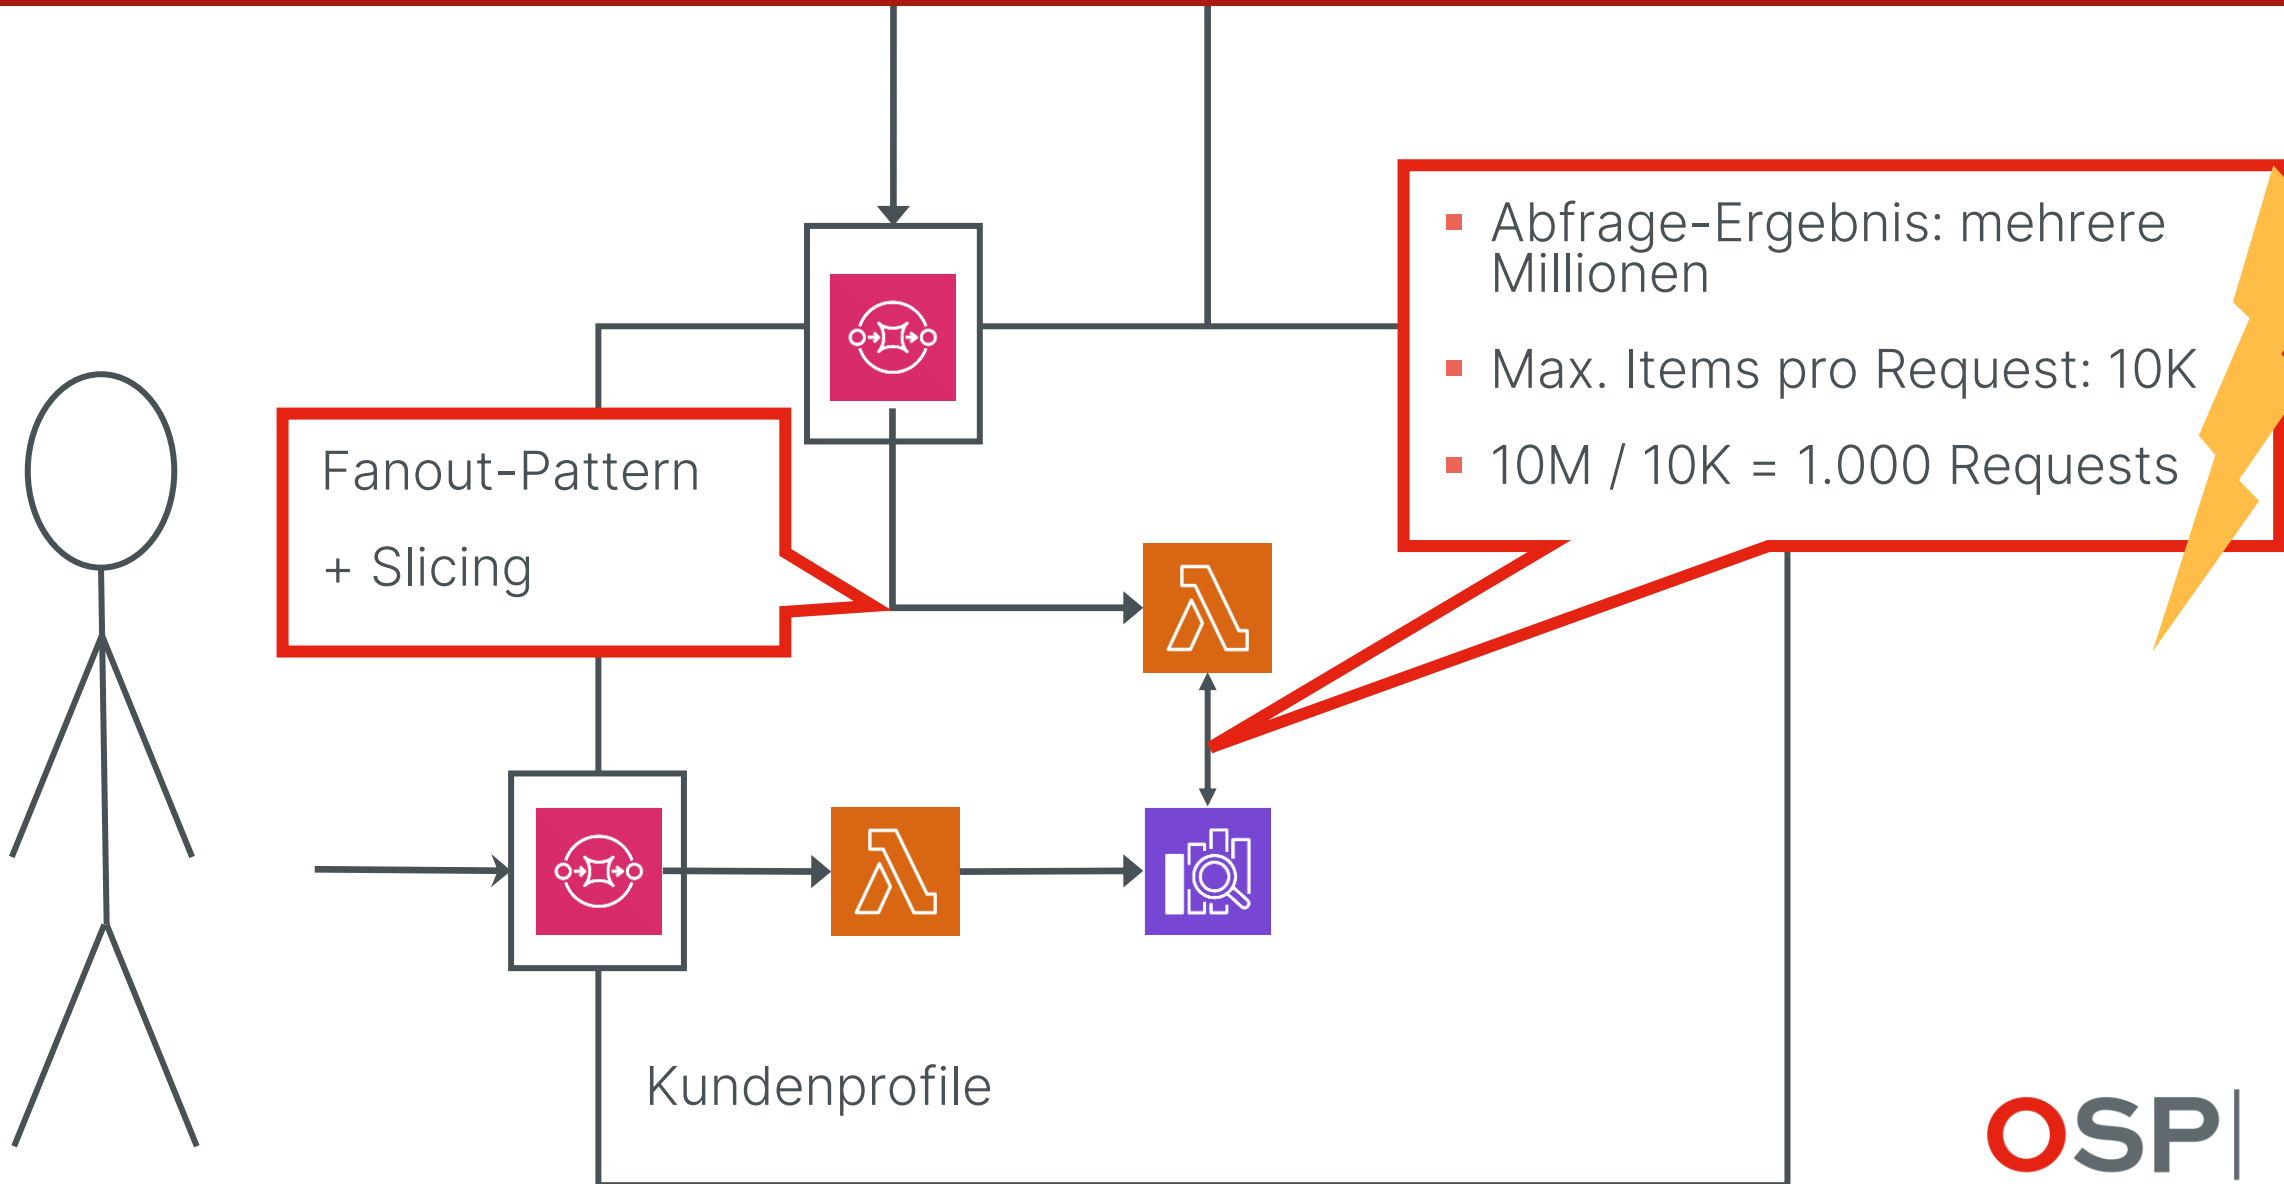 Abfrage-Ergebnis: mehrere
Millionen
Max. Items pro Request: 10K
10M / 10K = 1.000 Requests
Fanout-Pattern
+ Slicing
Kundenprofile
OSP